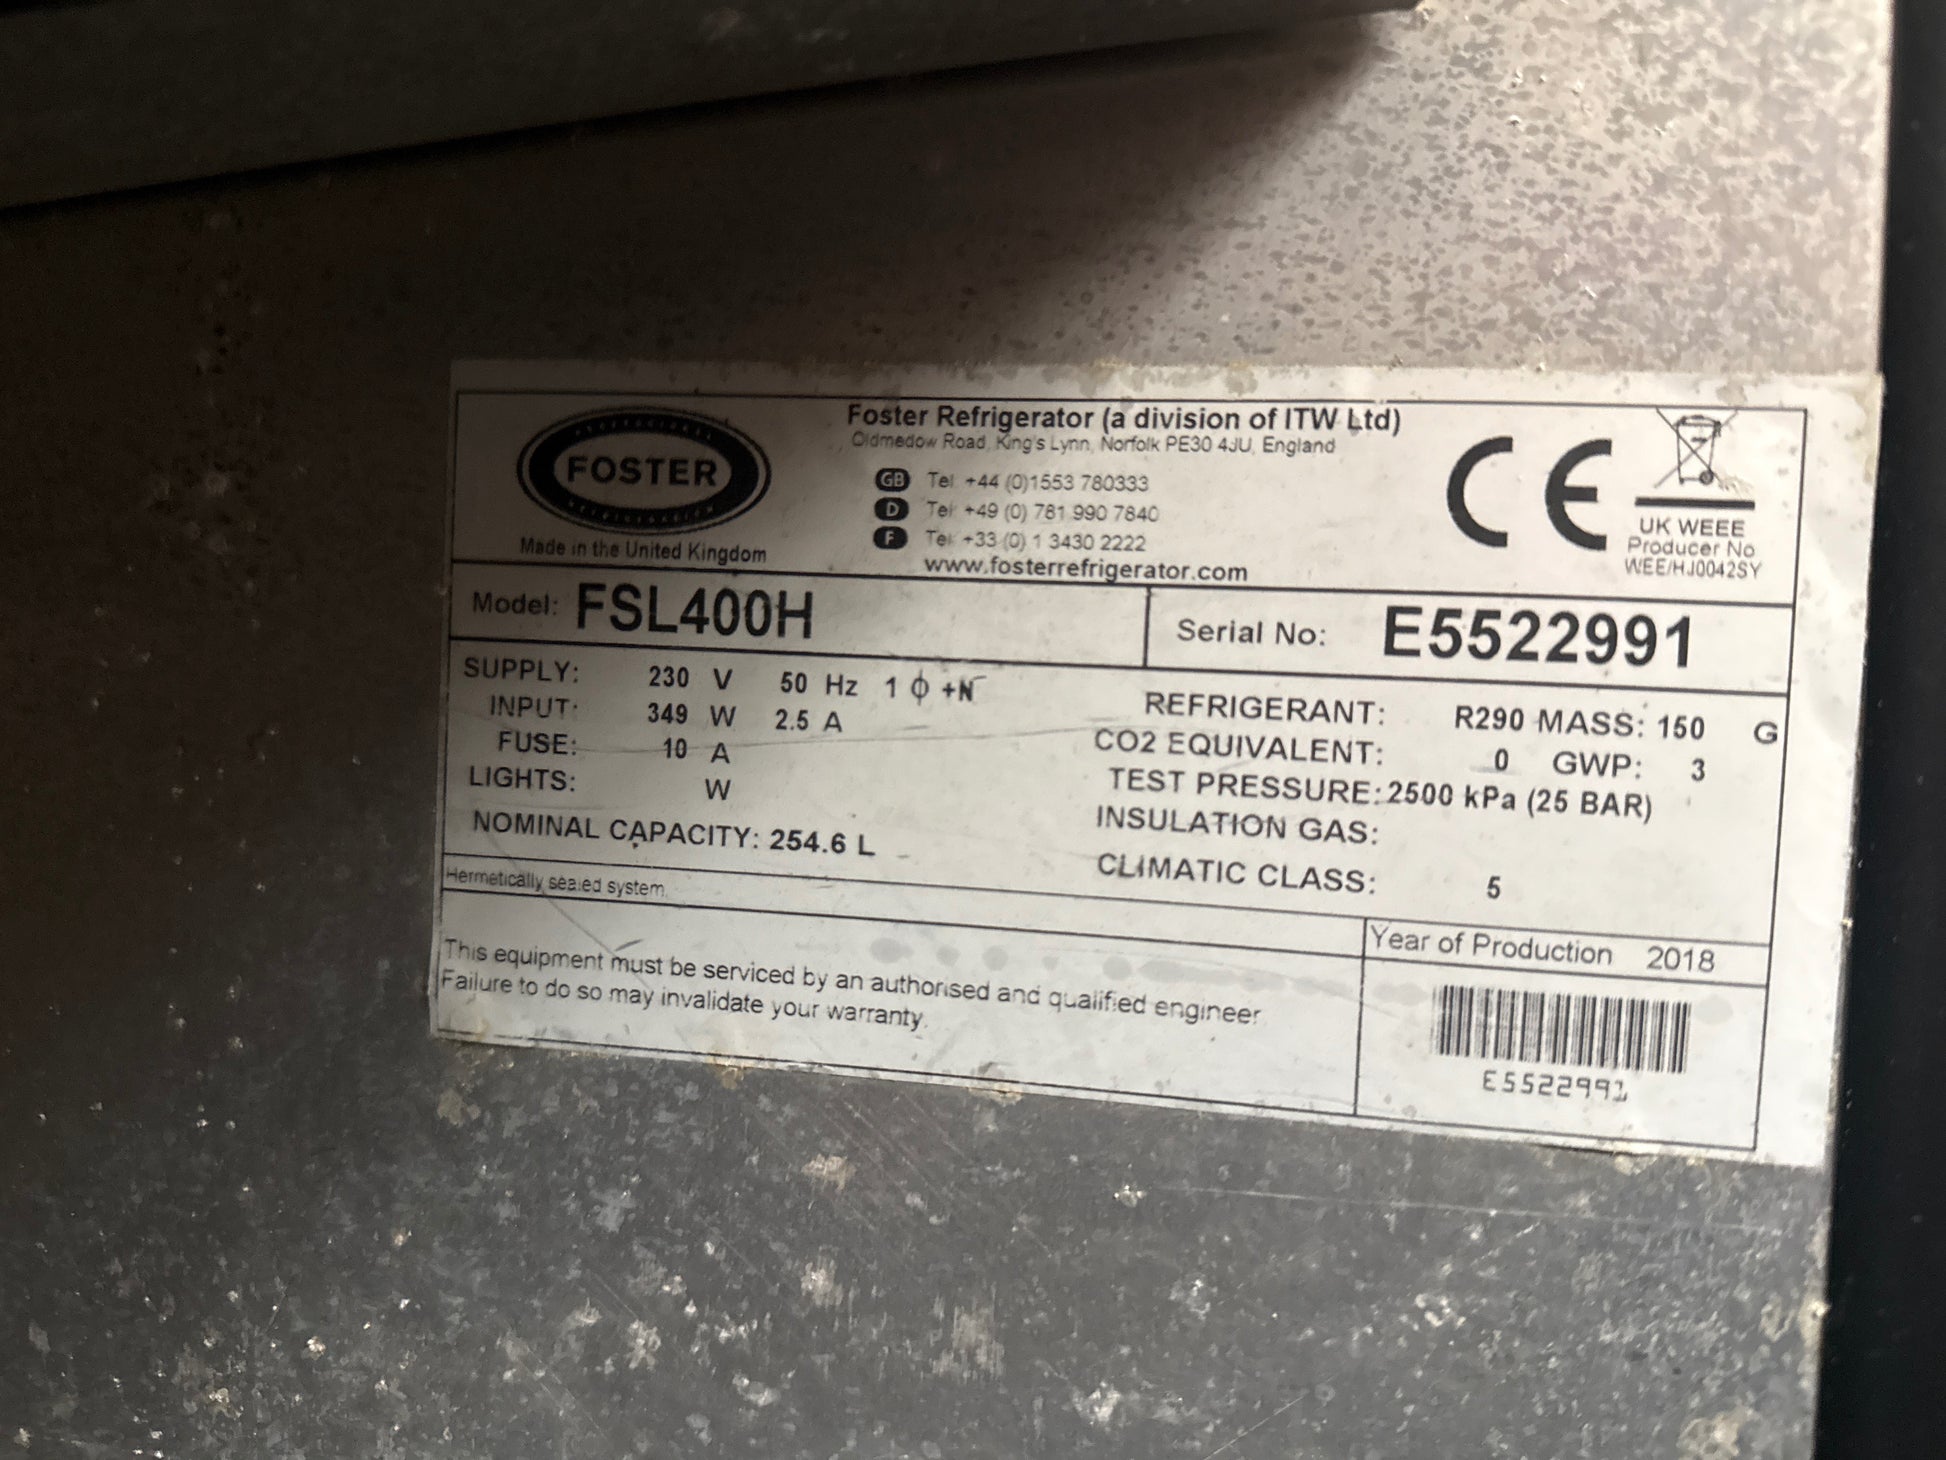 FOSTER
Made in the United Kingdom
Foster Refrigerator (a division of ITW Ltd)
Oldmedow Road, King's Lynn, Norfolk PE30 4JU, England
GB Tel: +44 (0)1553 780333
D Tel: +49 (0) 781 990 7840
F Tel: +33 (0) 1 3430 2222
www.fosterrefrigerator.com
CE
UK WEEE
Producer No
WEE/HJ0042SY
Model: FSL400H
Serial No: E5522991
SUPPLY: 230 V 50 Hz 1 ϕ +N
INPUT: 349 W 2.5 A
FUSE: 10 A
LIGHTS: W
NOMINAL CAPACITY: 254.6 L
REFRIGERANT: R290 MASS: 150 G
CO2 EQUIVALENT: 0 GWP: 3
TEST PRESSURE: 2500 kPa (25 BAR)
INSULATION GAS:
CLIMATIC CLASS: 5
Hermetically sealed system.
This equipment must be serviced by an authorised and qualified engineer
Failure to do so may invalidate your warranty.
Year of Production 2018
E5522991